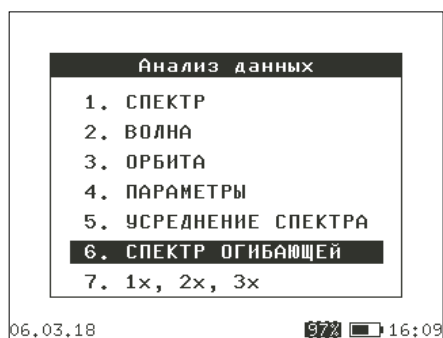 Анализ данных
1. СПЕКТР
2. ВОЛНА
3. ОРБИТА
4. ПАРАМЕТРЫ
5. УСРЕДНЕНИЕ СПЕКТРА
6. СПЕКТР ОГИБАЮЩЕЙ
7. 1x, 2x, 3x
06.03.18 97% 16:09